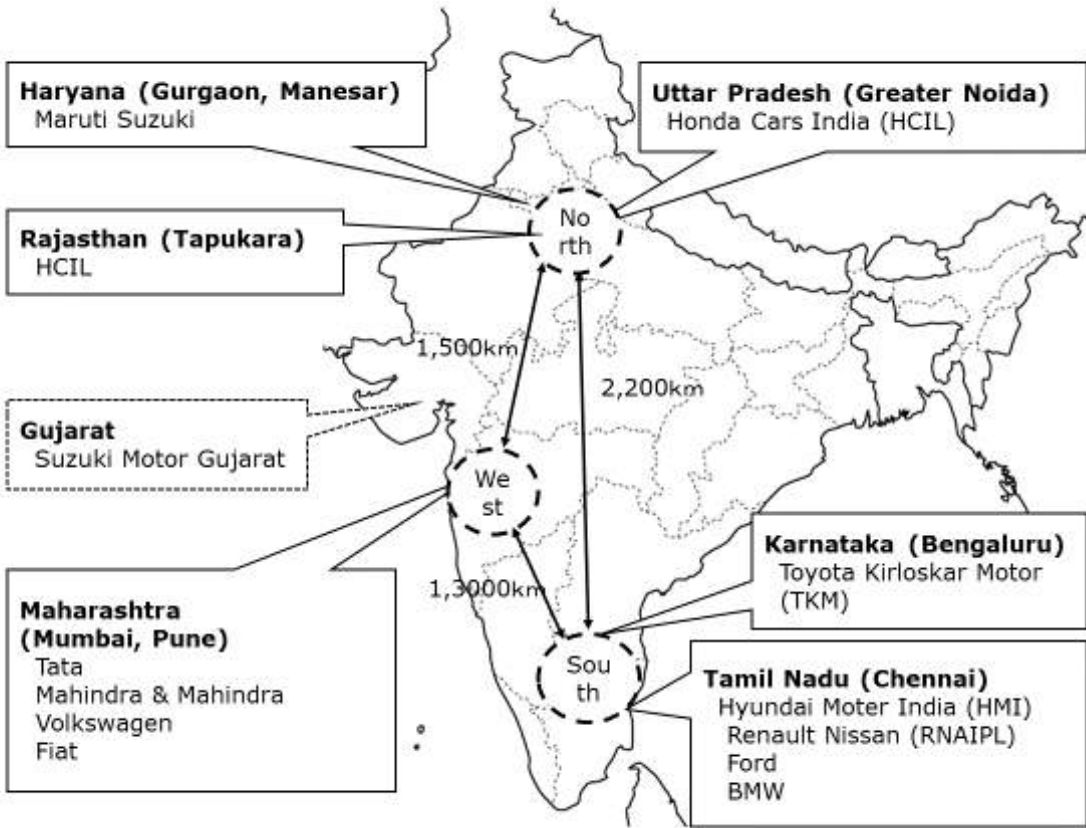 Haryana (Gurgaon, Manesar)
Maruti Suzuki
Uttar Pradesh (Greater Noida)
Honda Cars India (HCIL)
No
rth
Rajasthan (Tapukara)
HCIL
1,500km
2,200km
Gujarat
Suzuki Motor Gujarat
We
st
Karnataka (Bengaluru)
Toyota Kirloskar Motor
(TKM)
1,3000km
Maharashtra
(Mumbai, Pune)
Tata
Mahindra & Mahindra
Volkswagen
Fiat
Sou
th
Tamil Nadu (Chennai)
Hyundai Moter India (HMI)
Renault Nissan (RNAIPL)
Ford
BMW